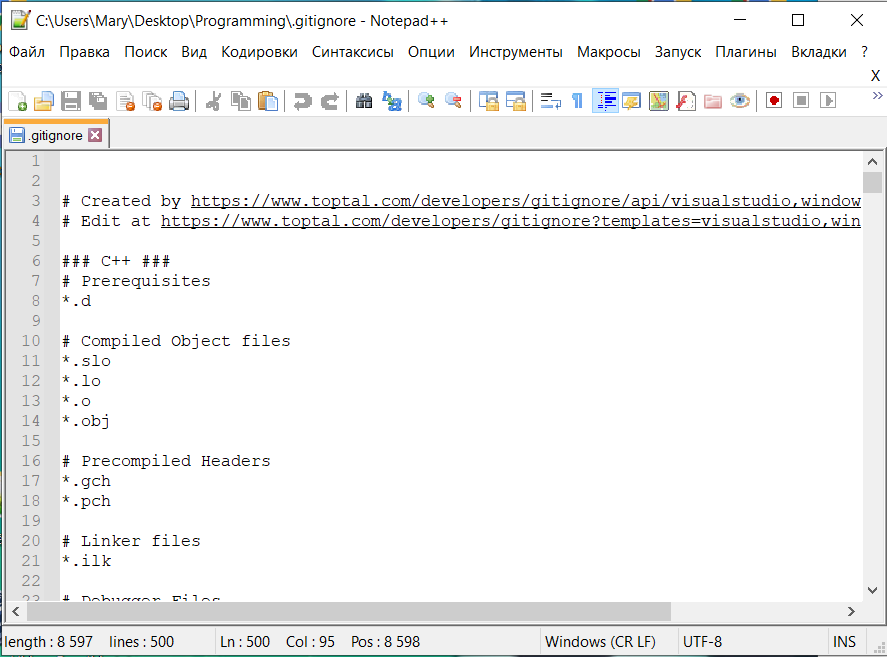 C:\Users\Mary\Desktop\Programming\.gitignore - Notepad++
Файл Правка Поиск Вид Кодировки Синтаксисы Опции Инструменты Макросы Запуск Плагины Вкладки ?
X
.gitignore
1
2
3 # Created by https://www.toptal.com/developers/gitignore/api/visualstudio,window
4 # Edit at https://www.toptal.com/developers/gitignore?templates=visualstudio,win
5
6 ### C++ ###
7 # Prerequisites
8 *.d
9
10 # Compiled Object files
11 *.slo
12 *.lo
13 *.o
14 *.obj
15
16 # Precompiled Headers
17 *.gch
18 *.pch
19
20 # Linker files
21 *.ilk
22
23 # Debugger Files
length : 8 597 lines : 500 Ln : 500 Col : 95 Pos : 8 598 Windows (CR LF) UTF-8 INS